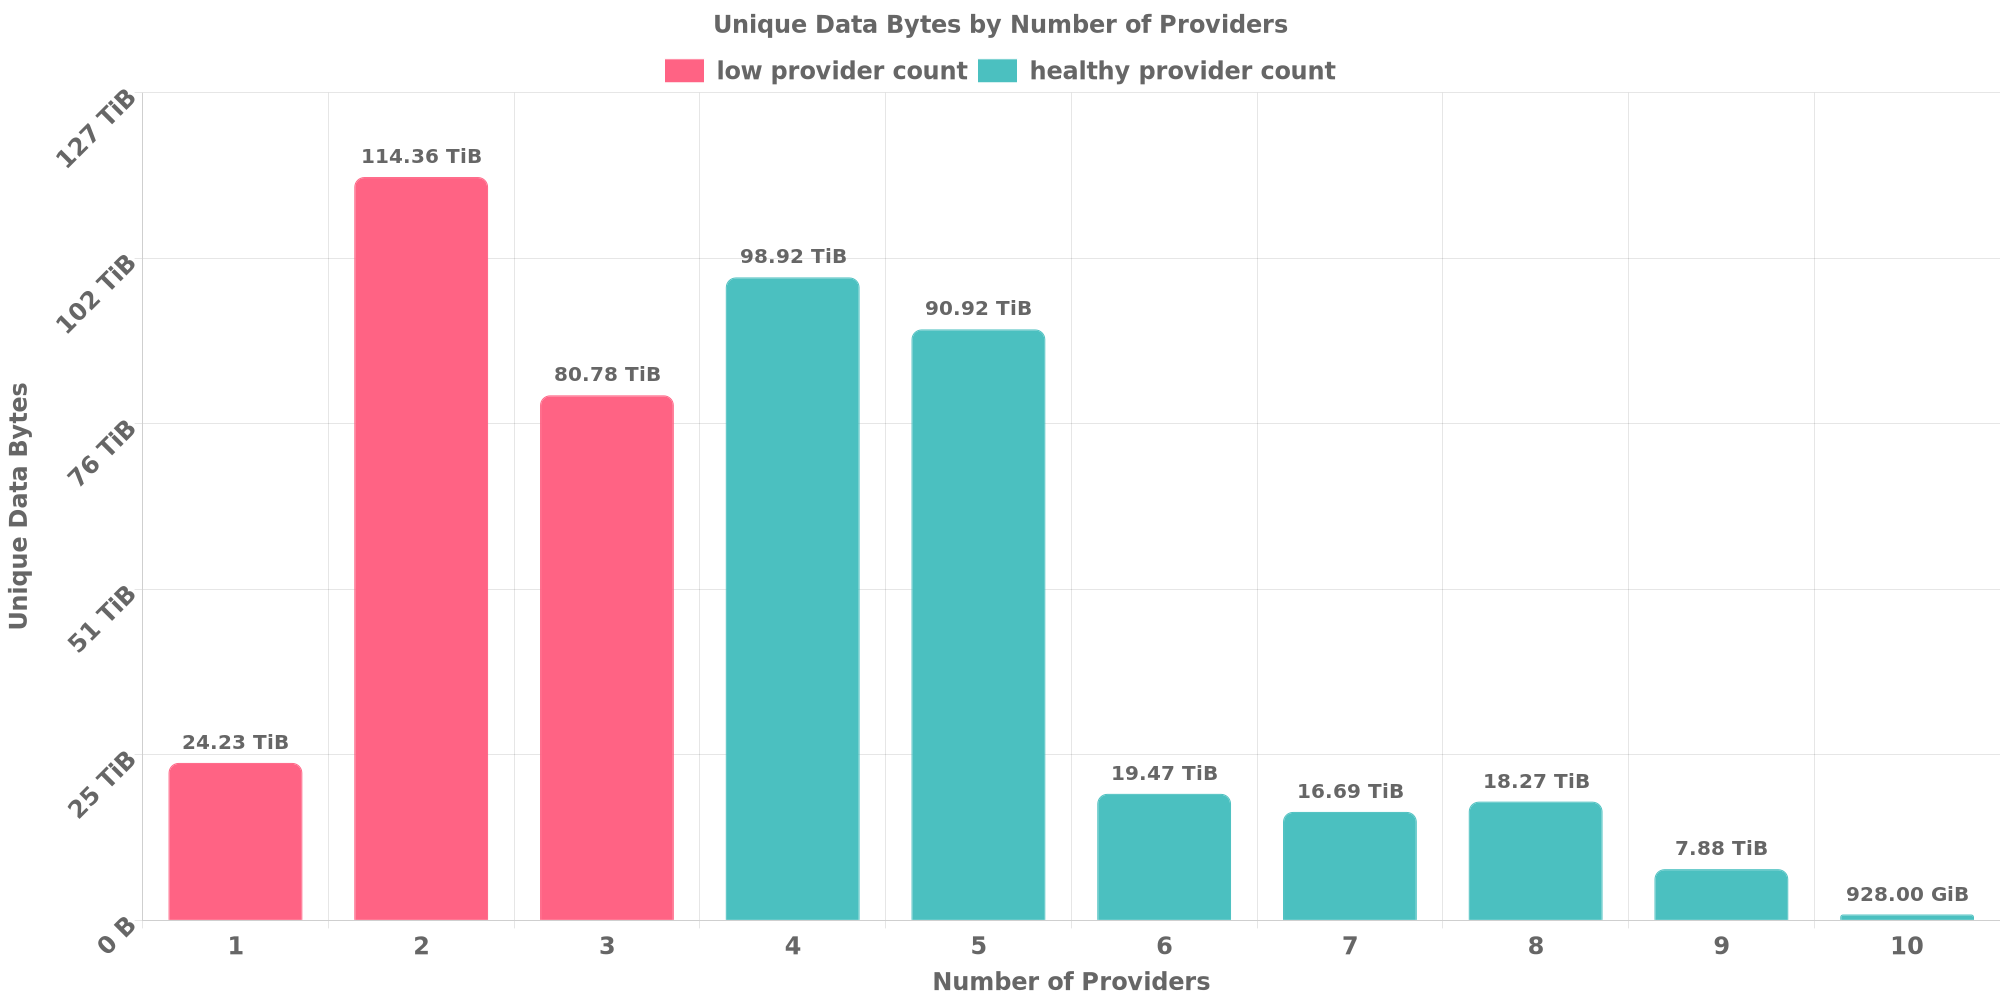 Unique Data Bytes by Number of Providers
low provider count healthy provider count
127 TiB
102 TiB
76 TiB
51 TiB
25 TiB
0 B
Unique Data Bytes
24.23 TiB
114.36 TiB
80.78 TiB
98.92 TiB
90.92 TiB
19.47 TiB
16.69 TiB
18.27 TiB
7.88 TiB
928.00 GiB
1 2 3 4 5 6 7 8 9 10
Number of Providers